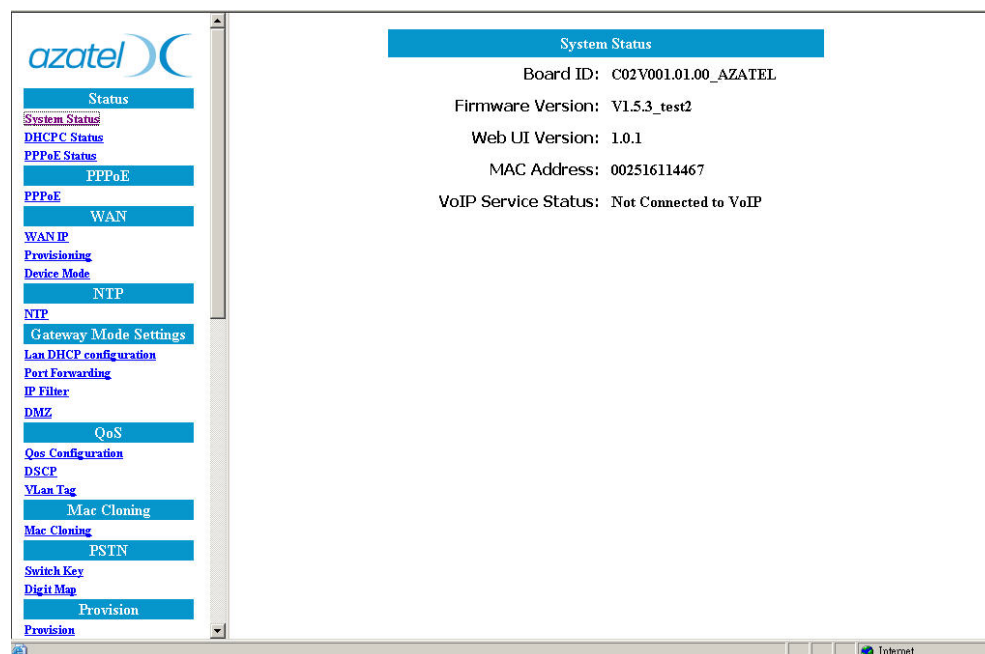 azatel
Status
System Status
DHCPC Status
PPPoE Status
PPPoE
PPPoE
WAN
WAN IP
Provisioning
Device Mode
NTP
NTP
Gateway Mode Settings
Lan DHCP configuration
Port Forwarding
IP Filter
DMZ
QoS
Qos Configuration
DSCP
VLan Tag
Mac Cloning
Mac Cloning
PSTN
Switch Key
Digit Map
Provision
Provision
System Status
Board ID: C02V001.01.00_AZATEL
Firmware Version: V1.5.3_test2
Web UI Version: 1.0.1
MAC Address: 002516114467
VoIP Service Status: Not Connected to VoIP
Internet